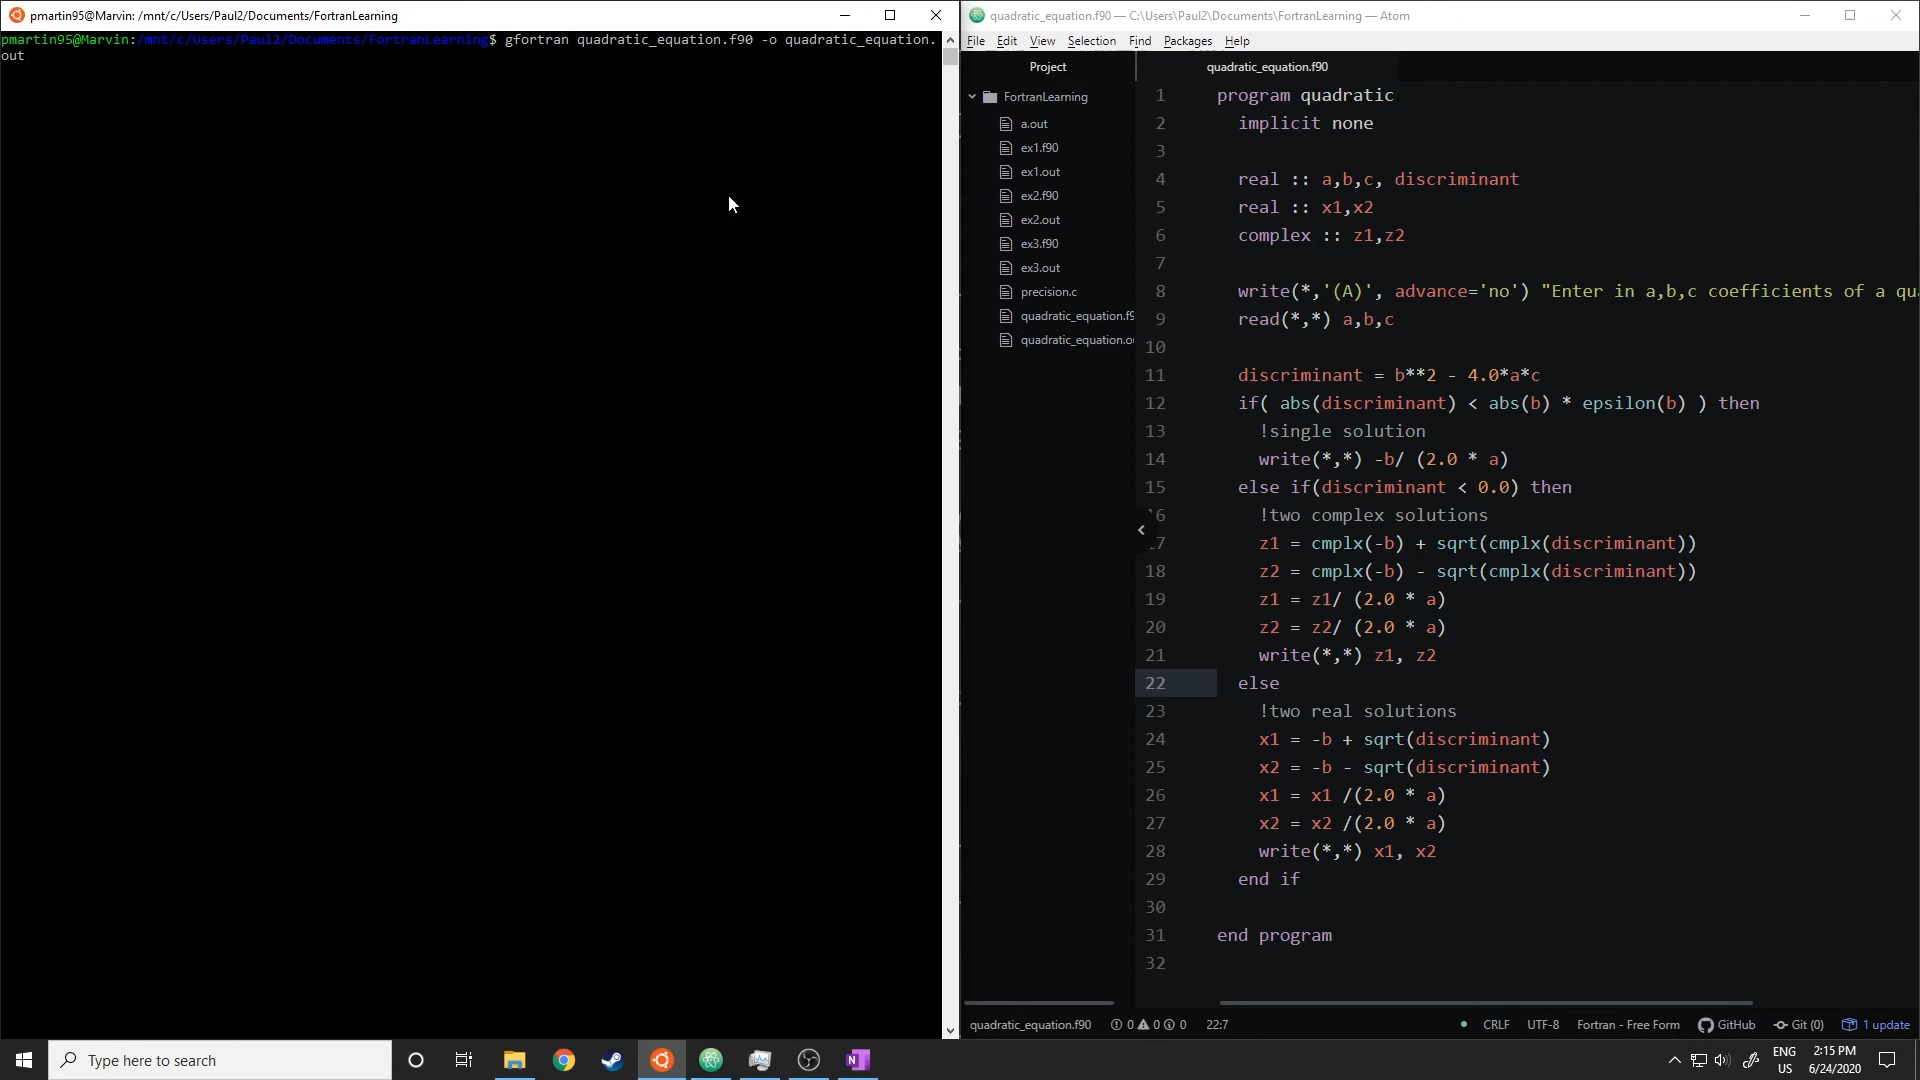 pmartin95@Marvin: /mnt/c/Users/Paul2/Documents/FortranLearning
pmartin95@Marvin:/mnt/c/Users/Paul2/Documents/FortranLearning$ gfortran quadratic_equation.f90 -o quadratic_equation.
out
quadratic_equation.f90 — C:\Users\Paul2\Documents\FortranLearning — Atom
File Edit View Selection Find Packages Help
Project
FortranLearning
a.out
ex1.f90
ex1.out
ex2.f90
ex2.out
ex3.f90
ex3.out
precision.c
quadratic_equation.f9
quadratic_equation.o
quadratic_equation.f90
1 program quadratic
2 implicit none
3
4 real :: a,b,c, discriminant
5 real :: x1,x2
6 complex :: z1,z2
7
8 write(*,'(A)', advance='no') "Enter in a,b,c coefficients of a qu
9 read(*,*) a,b,c
10
11 discriminant = b**2 - 4.0*a*c
12 if( abs(discriminant) < abs(b) * epsilon(b) ) then
13 !single solution
14 write(*,*) -b/ (2.0 * a)
15 else if(discriminant < 0.0) then
16 !two complex solutions
17 z1 = cmplx(-b) + sqrt(cmplx(discriminant))
18 z2 = cmplx(-b) - sqrt(cmplx(discriminant))
19 z1 = z1/ (2.0 * a)
20 z2 = z2/ (2.0 * a)
21 write(*,*) z1, z2
22 else
23 !two real solutions
24 x1 = -b + sqrt(discriminant)
25 x2 = -b - sqrt(discriminant)
26 x1 = x1 /(2.0 * a)
27 x2 = x2 /(2.0 * a)
28 write(*,*) x1, x2
29 end if
30
31 end program
32
quadratic_equation.f90 0 0 0 22:7 CRLF UTF-8 Fortran - Free Form GitHub Git (0) 1 update
Type here to search
ENG
US
2:15 PM
6/24/2020